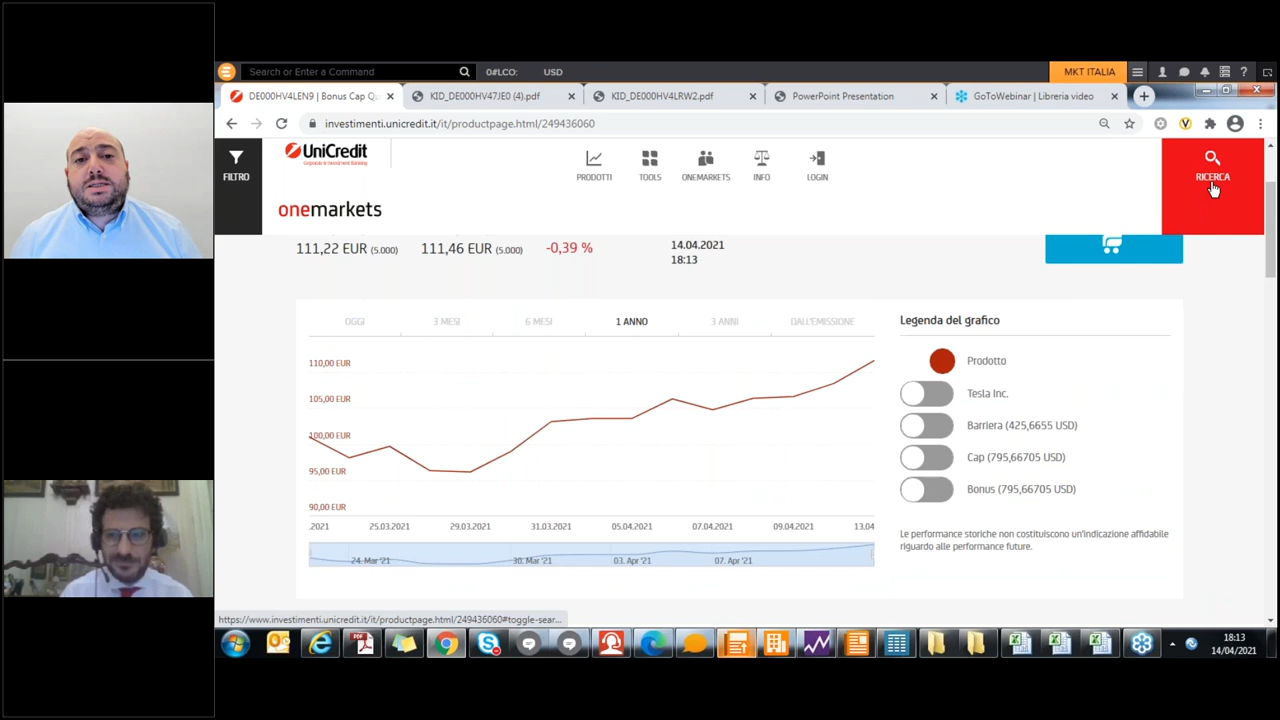 Search or Enter a Command
0#LCO:
USD
MKT ITALIA
?
DE000HV4LEN9 | Bonus Cap Qu
KID_DE000HV47JE0 (4).pdf
KID_DE000HV4LRW2.pdf
PowerPoint Presentation
GoToWebinar | Libreria video
investimenti.unicredit.it/it/productpage.html/249436060
FILTRO
UniCredit
Corporate & Investment Banking
PRODOTTI
TOOLS
ONEMARKETS
INFO
LOGIN
RICERCA
onemarkets
111,22 EUR (5.000)
111,46 EUR (5.000)
-0,39 %
14.04.2021
18:13
OGGI
3 MESI
6 MESI
1 ANNO
3 ANNI
DALL'EMISSIONE
110,00 EUR
105,00 EUR
100,00 EUR
95,00 EUR
90,00 EUR
.2021
25.03.2021
29.03.2021
31.03.2021
05.04.2021
07.04.2021
09.04.2021
13.04
24. Mar '21
30. Mar '21
03. Apr '21
07. Apr '21
Legenda del grafico
Prodotto
Tesla Inc.
Barriera (425,6655 USD)
Cap (795,66705 USD)
Bonus (795,66705 USD)
Le performance storiche non costituiscono un'indicazione affidabile
riguardo alle performance future.
https://www.investimenti.unicredit.it/it/productpage.html/249436060#toggle-sear...
18:13
14/04/2021